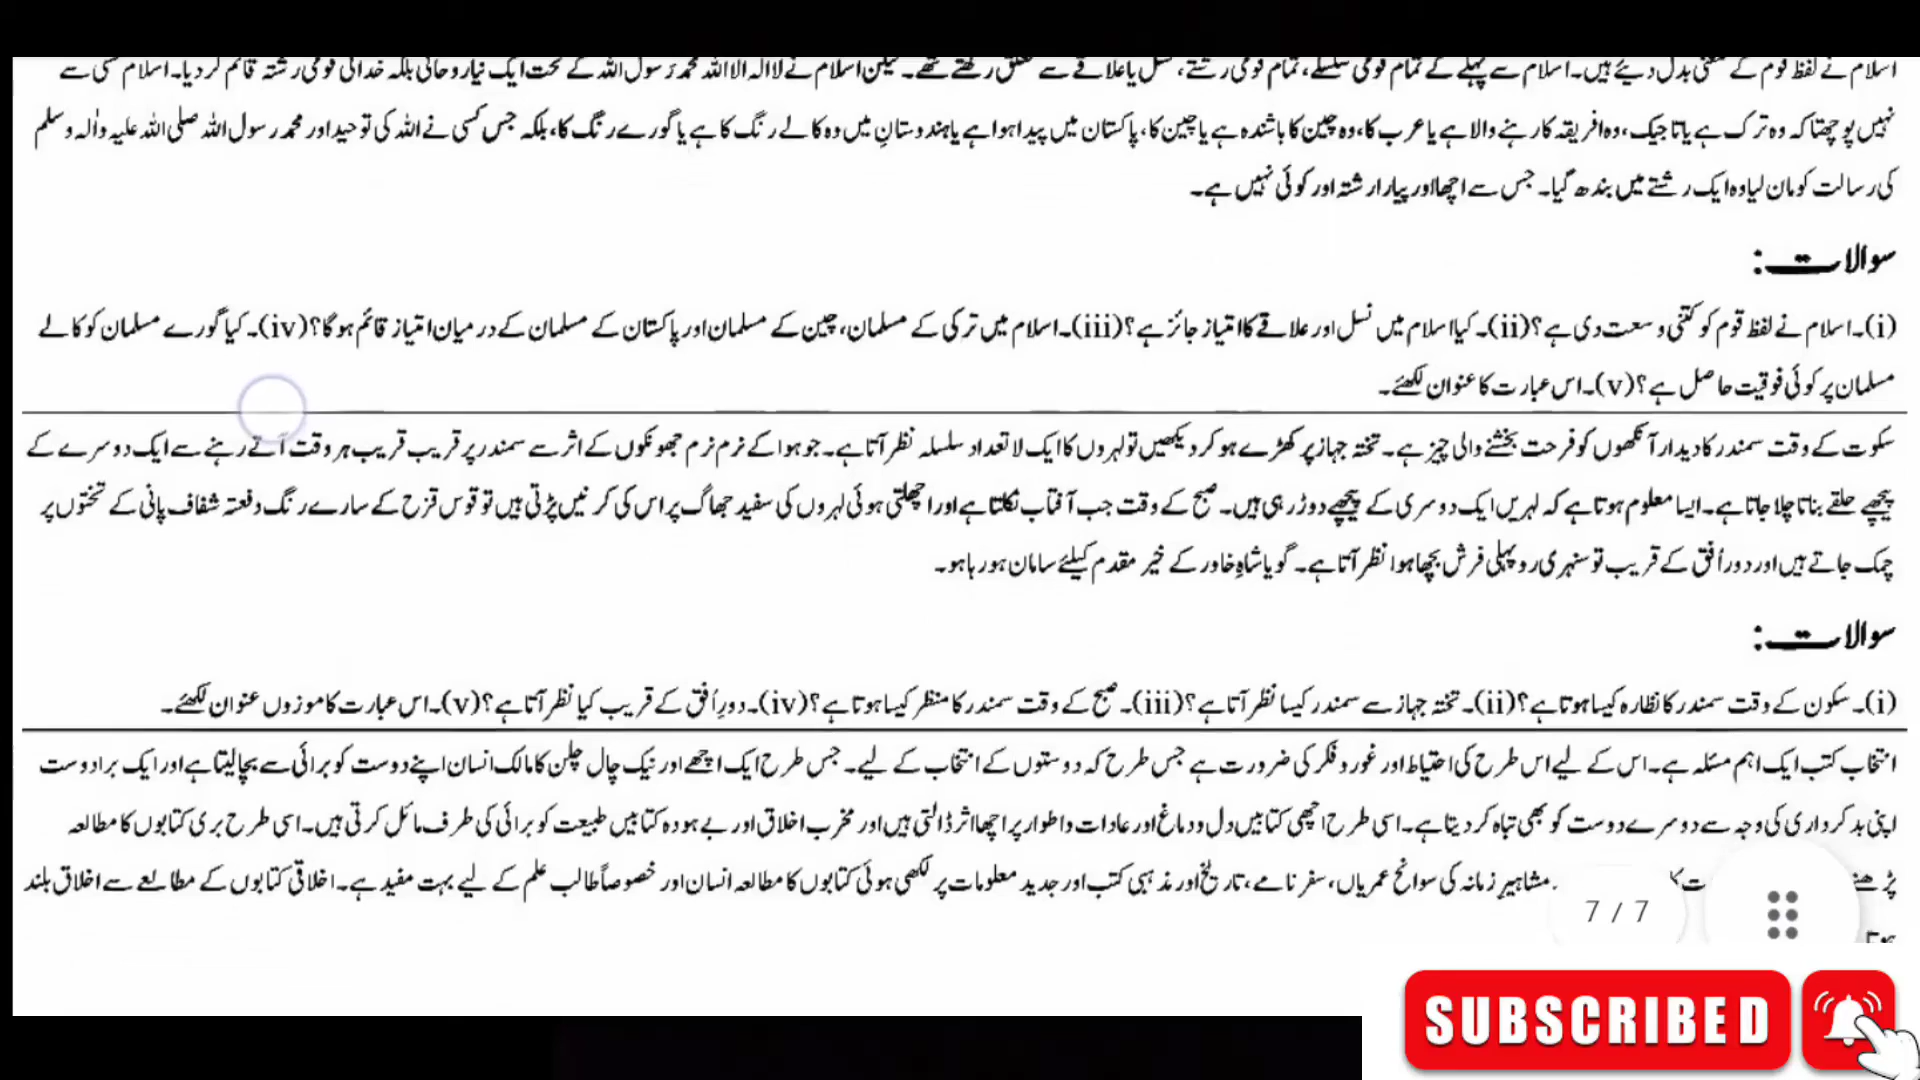 اسلام نے لفظ قوم کے معنی بدل دیئے ہیں۔ اسلام سے پہلے کے تمام قومی سلسلے، تمام قومی رشتے، نسل یا علاقے سے تعلق رکھتے تھے۔ لیکن اسلام نے لا الہ الا اللہ محمد رسول اللہ کے تحت ایک نیا روحانی بلکہ خدائی قومی رشتہ قائم کر دیا۔ اسلام کسی سے
نہیں پوچھتا کہ وہ ترک ہے یا تاجیک، وہ افریقہ کا رہنے والا ہے یا عرب کا، وہ چین کا باشندہ ہے یا چین کا، پاکستان میں پیدا ہوا ہے یا ہندوستان میں وہ کالے رنگ کا ہے یا گورے رنگ کا، بلکہ جس کسی نے اللہ کی توحید اور محمد رسول اللہ صلی اللہ علیہ والہ وسلم
کی رسالت کو مان لیا وہ ایک رشتے میں بندھ گیا۔ جس سے اچھا اور پیارا رشتہ اور کوئی نہیں ہے۔
سوالات:
(i)۔ اسلام نے لفظ قوم کو کتنی وسعت دی ہے؟ (ii)۔ کیا اسلام میں نسل اور علاقے کا امتیاز جائز ہے؟ (iii)۔ اسلام میں ترکی کے مسلمان، چین کے مسلمان اور پاکستان کے مسلمان کے درمیان امتیاز قائم ہوگا؟ (iv)۔ کیا گورے مسلمان کو کالے
مسلمان پر کوئی فوقیت حاصل ہے؟ (v)۔ اس عبارت کا عنوان لکھئے۔
سکوت کے وقت سمندر کا دیدار آنکھوں کو فرحت بخشنے والی چیز ہے۔ تختہ جہاز پر کھڑے ہو کر دیکھیں تو لہروں کا ایک لا تعداد سلسلہ نظر آتا ہے۔ جو ہوا کے نرم نرم جھونکوں کے اثر سے سمندر پر قریب قریب ہر وقت آتے رہنے سے ایک دوسرے کے
پیچھے حلقے بناتا چلا جاتا ہے۔ ایسا معلوم ہوتا ہے کہ لہریں ایک دوسری کے پیچھے دوڑ رہی ہیں۔ صبح کے وقت جب آفتاب نکلتا ہے اور اچھلتی ہوئی لہروں کی سفید جھاگ پر اس کی کرنیں پڑتی ہیں تو قوس قزح کے سارے رنگ دفعتہ شفاف پانی کے تختوں پر
چمک جاتے ہیں اور دور اُفق کے قریب تو سنہری روپہلی فرش بچھا ہوا نظر آتا ہے۔ گویا شاہِ خاور کے خیر مقدم کیلئے سامان ہو رہا ہو۔
سوالات:
(i)۔ سکون کے وقت سمندر کا نظارہ کیسا ہوتا ہے؟ (ii)۔ تختہ جہاز سے سمندر کیسا نظر آتا ہے؟ (iii)۔ صبح کے وقت سمندر کا منظر کیسا ہوتا ہے؟ (iv)۔ دورِ اُفق کے قریب کیا نظر آتا ہے؟ (v)۔ اس عبارت کا موزوں عنوان لکھئے۔
انتخاب کتب ایک اہم مسئلہ ہے۔ اس کے لیے اس طرح کی احتیاط اور غور و فکر کی ضرورت ہے جس طرح کہ دوستوں کے انتخاب کے لیے۔ جس طرح ایک اچھے اور نیک چال چلن کا مالک انسان اپنے دوست کو برائی سے بچا لیتا ہے اور ایک برا دوست
اپنی بد کرداری کی وجہ سے دوسرے دوست کو بھی تباہ کر دیتا ہے۔ اسی طرح اچھی کتابیں دل و دماغ اور عادات و اطوار پر اچھا اثر ڈالتی ہیں اور مخرب اخلاق اور بے ہودہ کتابیں طبیعت کو برائی کی طرف مائل کرتی ہیں۔ اسی طرح بری کتابوں کا مطالعہ
مشاہیرِ زمانہ کی سوانح عمریاں، سفر نامے، تاریخ اور مذہبی کتب اور جدید معلومات پر لکھی ہوئی کتابوں کا مطالعہ انسان اور خصوصاً طالب علم کے لیے بہت مفید ہے۔ اخلاقی کتابوں کے مطالعے سے اخلاق بلند
7 / 7
SUBSCRIBED